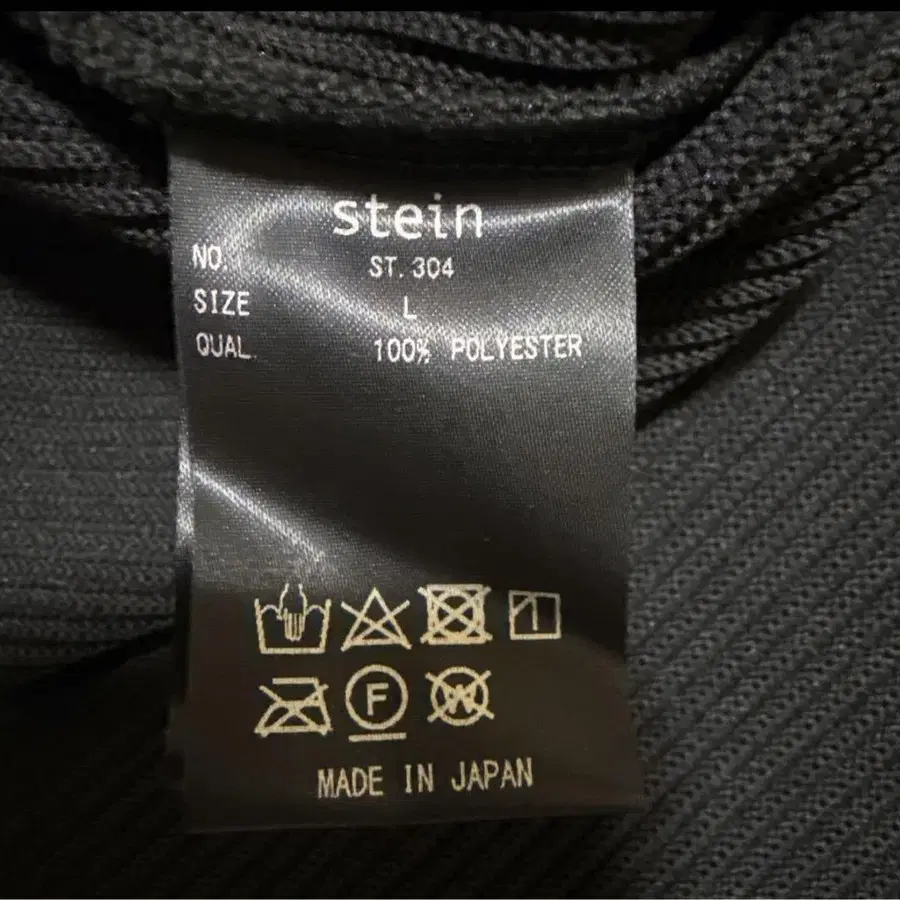 stein
NO. ST.304
SIZE L
QUAL. 100% POLYESTER
F W
MADE IN JAPAN